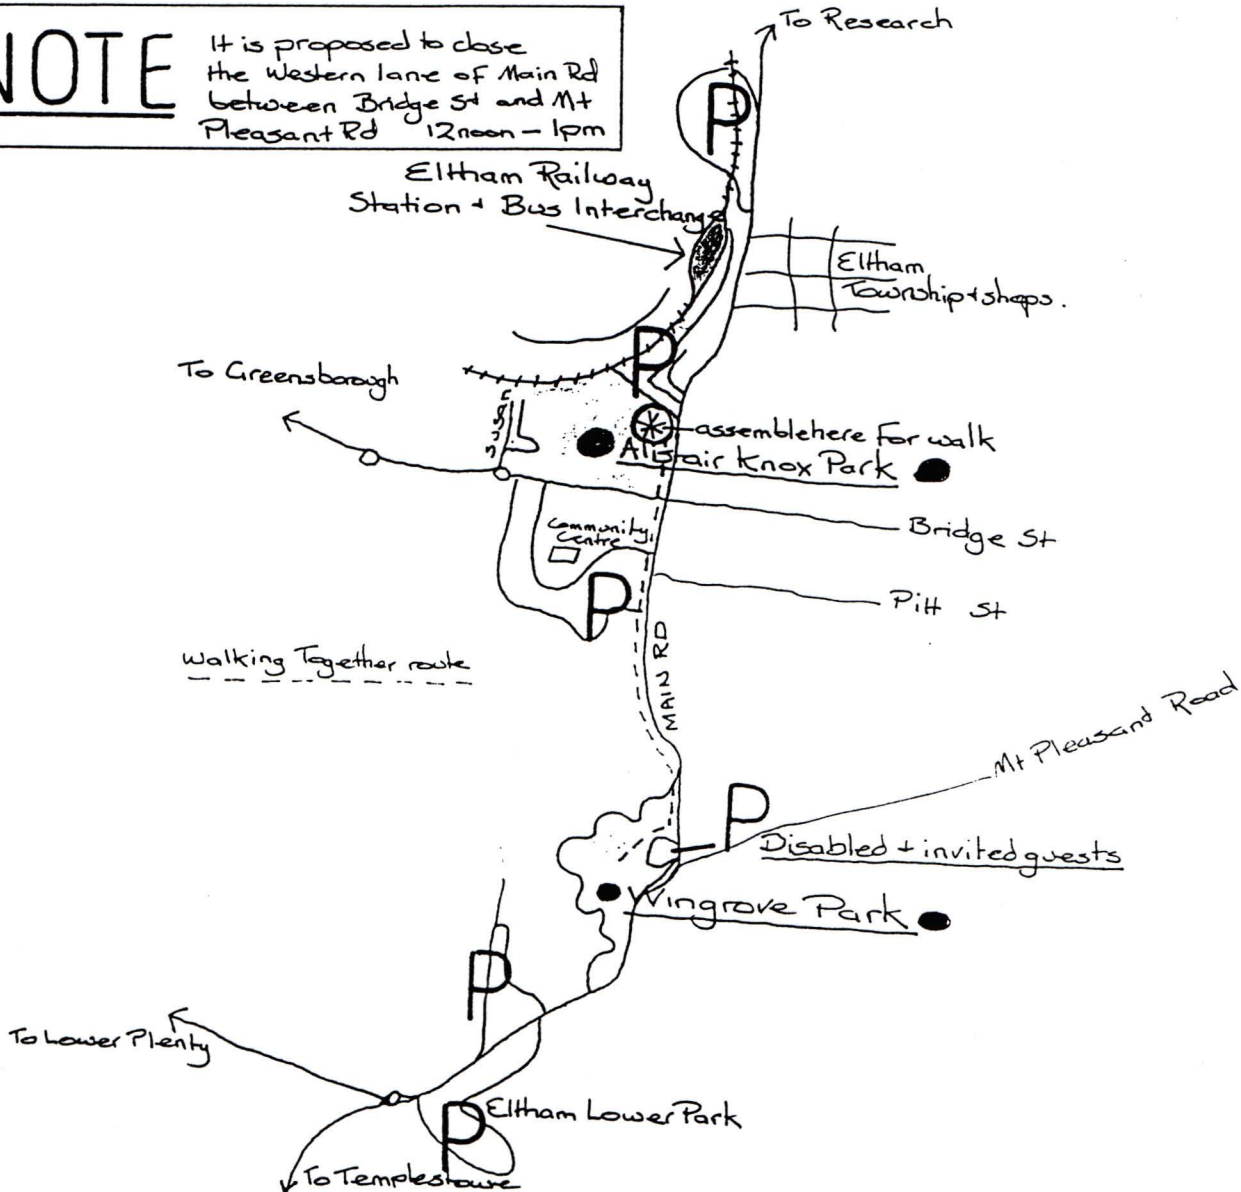 To Research
NOTE
It is proposed to close
the Western lane of Main Rd
between Bridge St and Mt
Pleasant Rd 12noon - 1pm
P
Eltham Railway
Station + Bus Interchange
Eltham
Township + shops.
P
To Greensborough
Susan
assemble here For walk
Alistair Knox Park
Community
Centre
Bridge St
P
Pitt St
Walking Together route
MAIN RD
Mt Pleasant Road
P
Disabled + invited guests
Wingrove Park
P
To Lower Plenty
Eltham Lower Park
P
To Templestowe